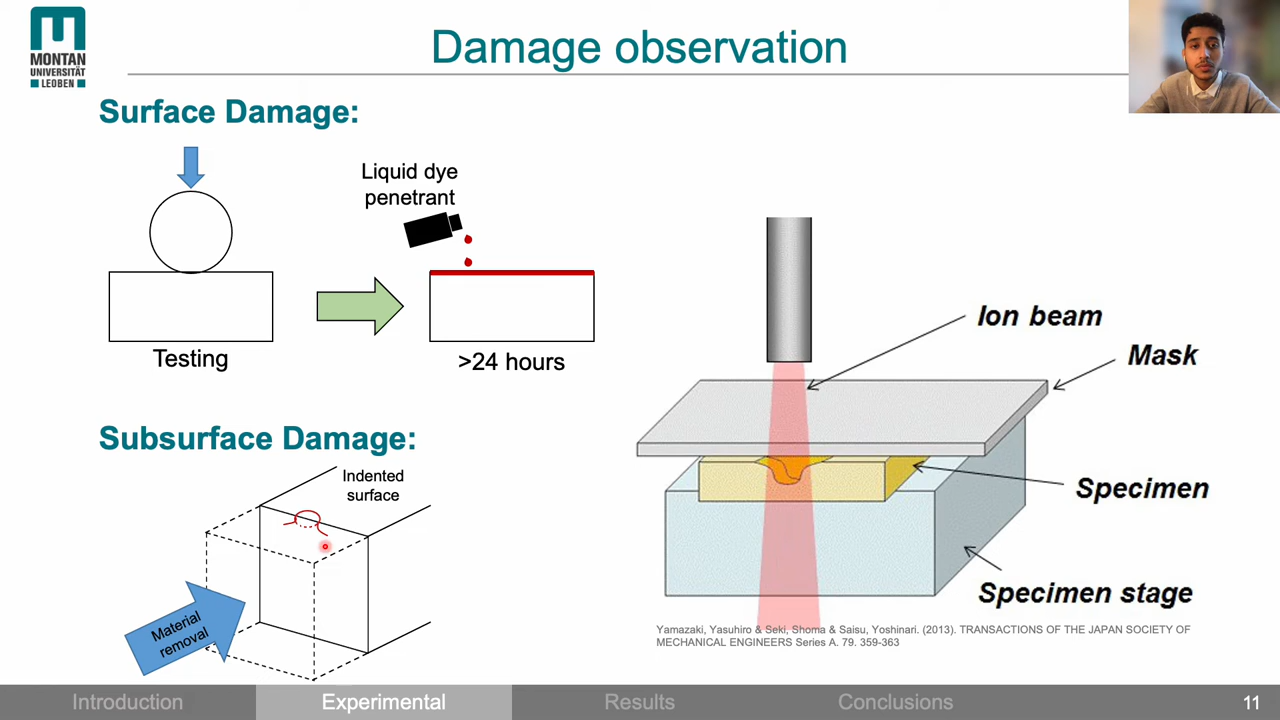 MONTAN
UNIVERSITÄT
LEOBEN
Damage observation
Surface Damage:
Liquid dye
penetrant
Testing
>24 hours
Subsurface Damage:
Indented
surface
Material
removal
Ion beam
Mask
Specimen
Specimen stage
Yamazaki, Yasuhiro & Seki, Shoma & Saisu, Yoshinari. (2013). TRANSACTIONS OF THE JAPAN SOCIETY OF
MECHANICAL ENGINEERS Series A. 79. 359-363
Introduction
Experimental
Results
Conclusions
11